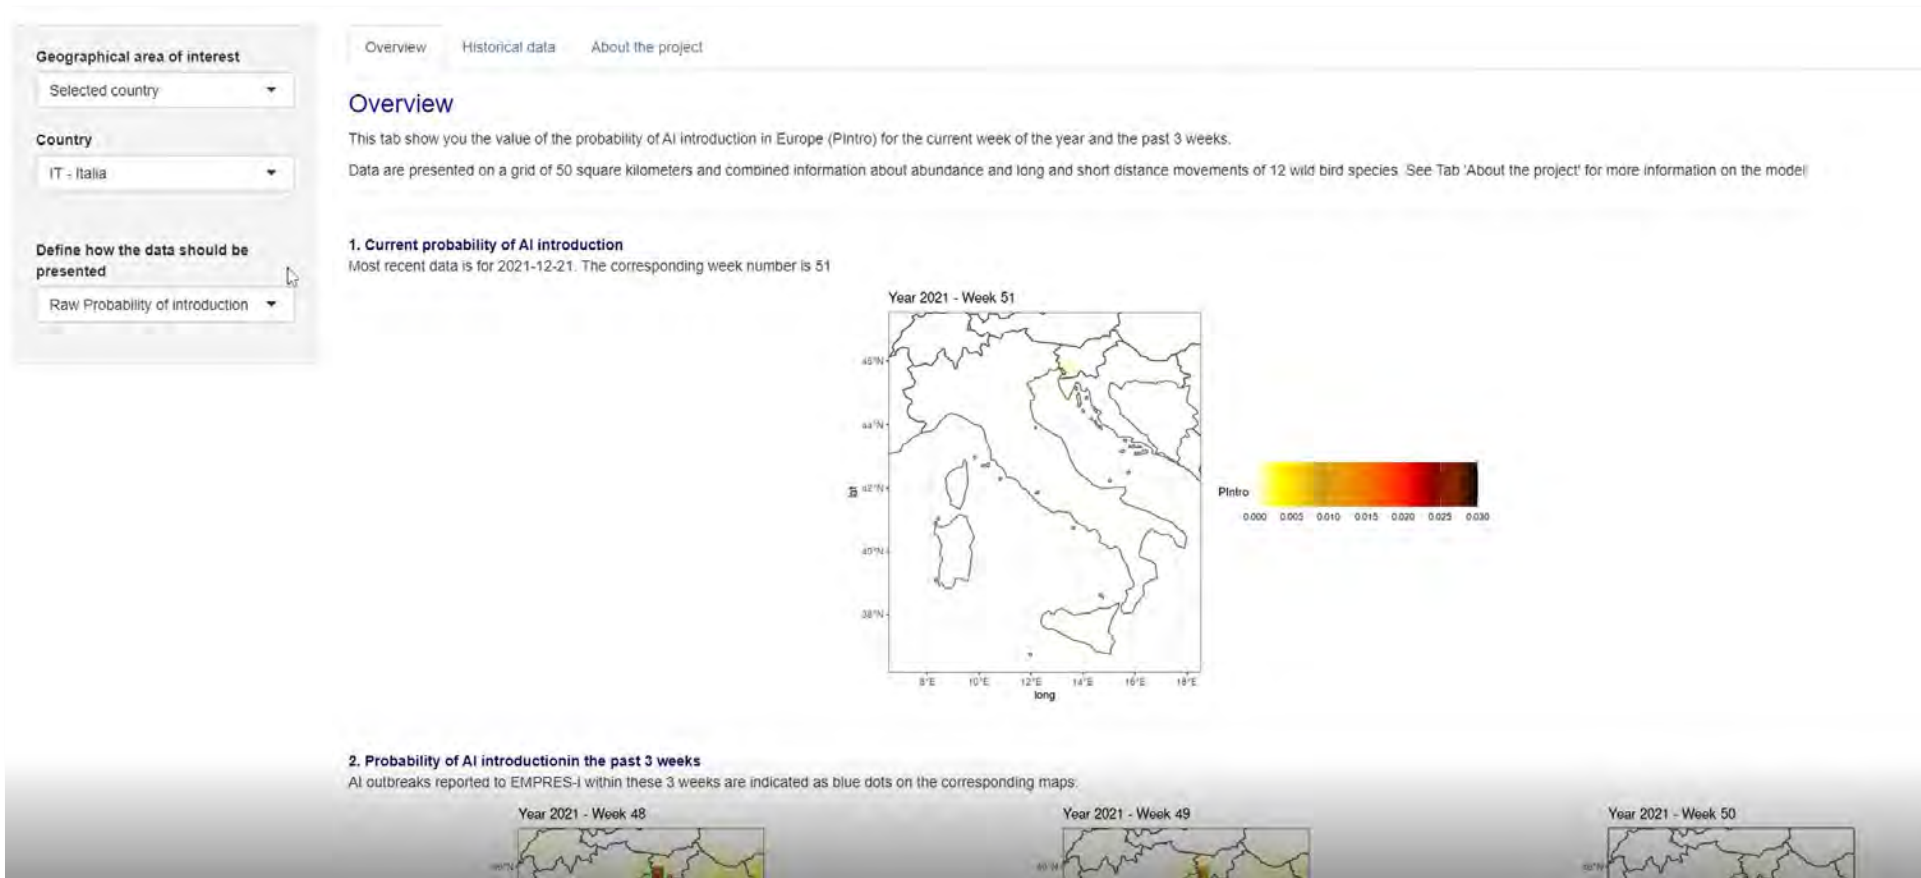 Geographical area of interest
Selected country
Country
IT - Italia
Define how the data should be
presented
Raw Probability of introduction
Overview Historical data About the project
Overview
This tab show you the value of the probability of AI introduction in Europe (PIntro) for the current week of the year and the past 3 weeks.
Data are presented on a grid of 50 square kilometers and combined information about abundance and long and short distance movements of 12 wild bird species. See Tab 'About the project' for more information on the model
1. Current probability of AI introduction
Most recent data is for 2021-12-21. The corresponding week number is 51
Year 2021 - Week 51
46°N
44°N
42°N
40°N
38°N
lat
8°E 10°E 12°E 14°E 16°E 18°E
long
PIntro
0.000 0.005 0.010 0.015 0.020 0.025 0.030
2. Probability of AI introductionin the past 3 weeks
AI outbreaks reported to EMPRES-I within these 3 weeks are indicated as blue dots on the corresponding maps.
Year 2021 - Week 48 Year 2021 - Week 49 Year 2021 - Week 50